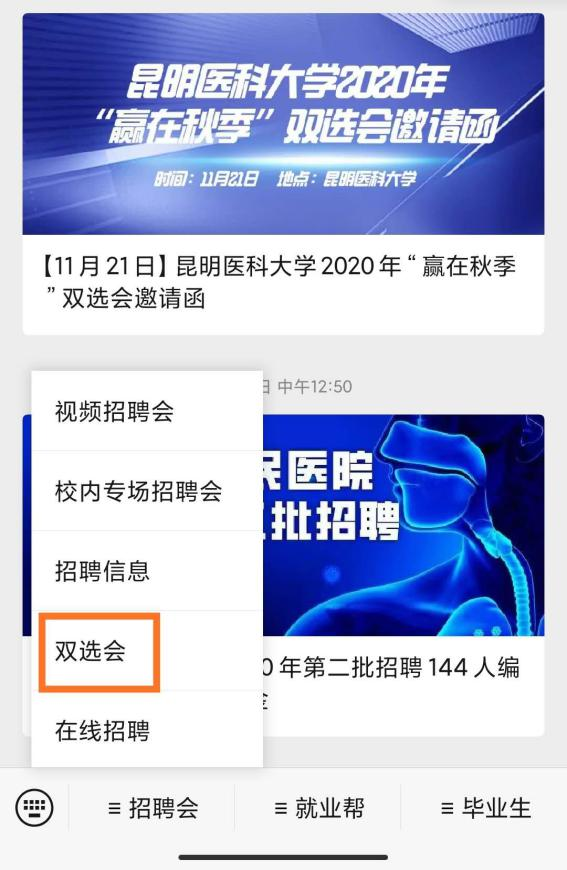 昆明医科大学2020年
“赢在秋季”双选会邀请函
时间：11月21日 地点：昆明医科大学
【11月21日】昆明医科大学2020年“赢在秋季
”双选会邀请函
日 中午12:50
民医院
批招聘
视频招聘会
校内专场招聘会
招聘信息
双选会
在线招聘
0年第二批招聘144人编
≡ 招聘会
≡ 就业帮
≡ 毕业生